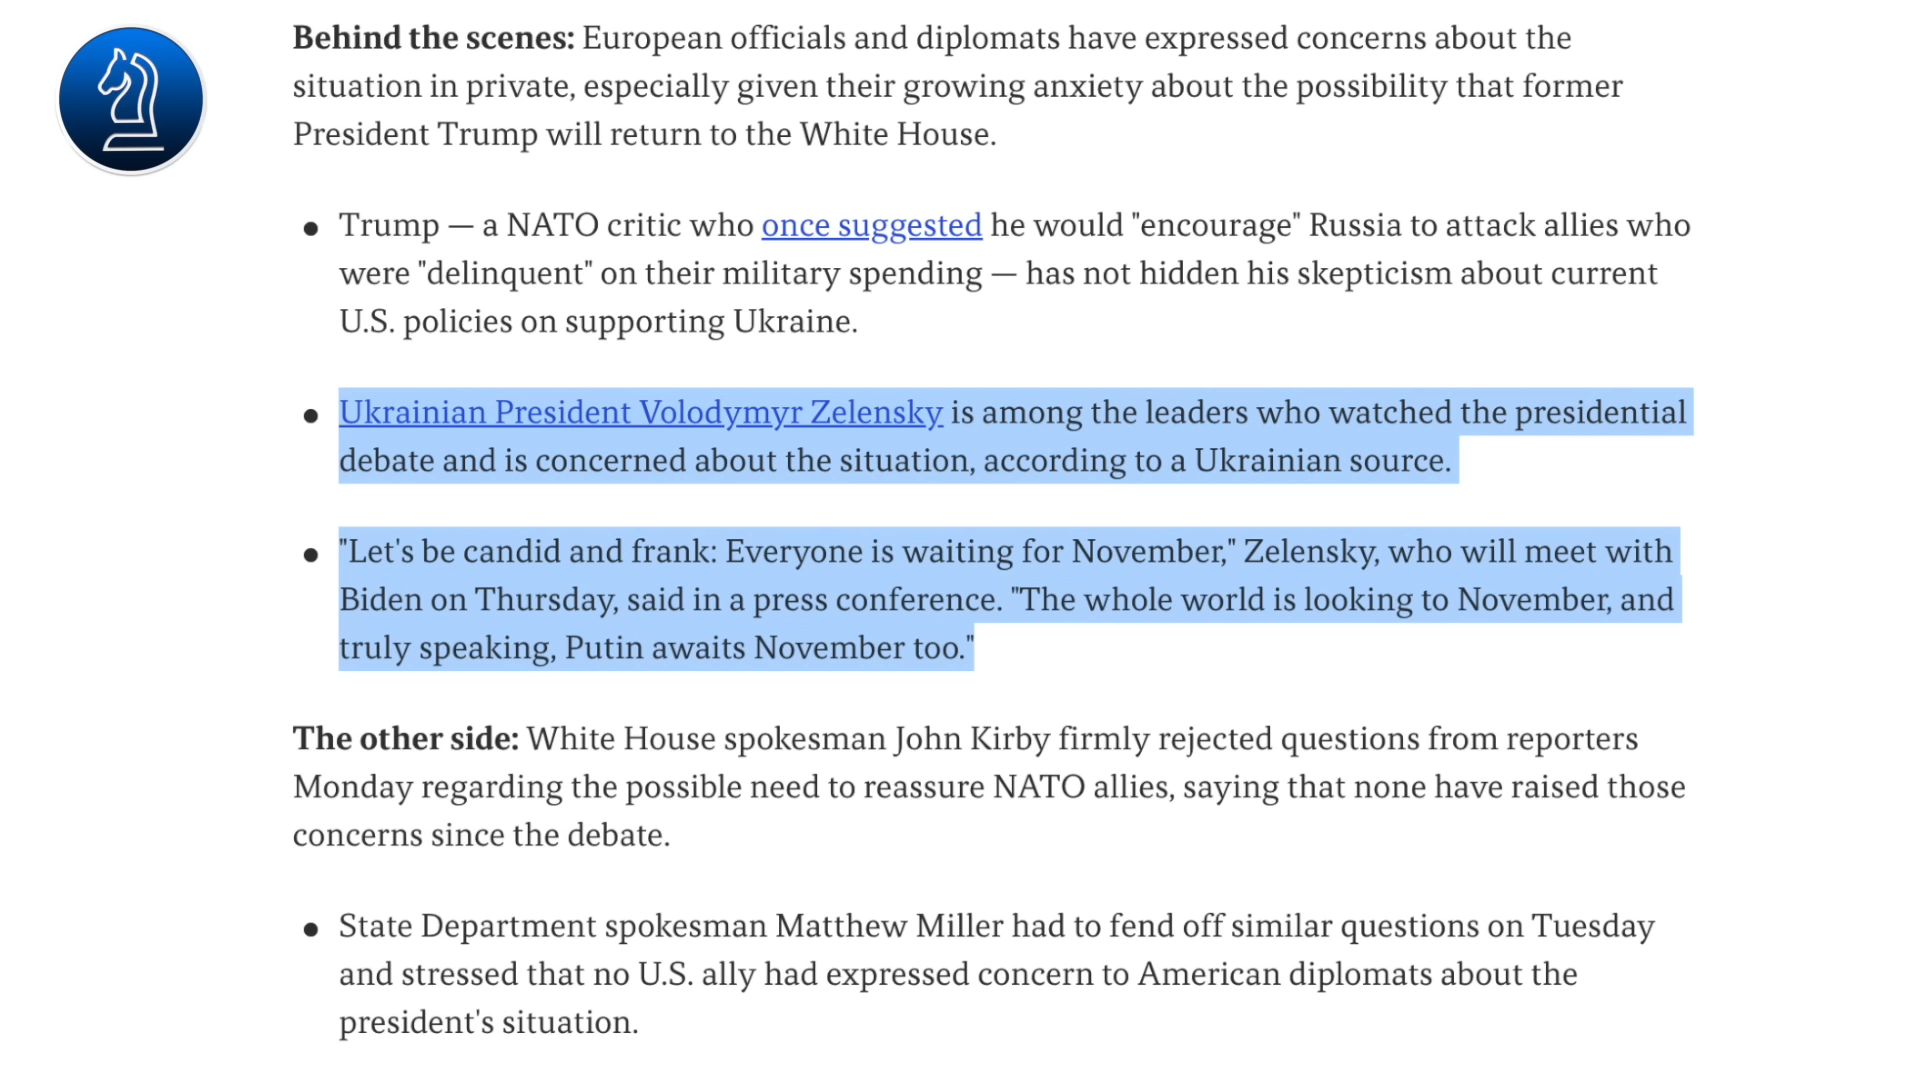 Behind the scenes: European officials and diplomats have expressed concerns about the
situation in private, especially given their growing anxiety about the possibility that former
President Trump will return to the White House.
• Trump — a NATO critic who once suggested he would "encourage" Russia to attack allies who
were "delinquent" on their military spending — has not hidden his skepticism about current
U.S. policies on supporting Ukraine.
• Ukrainian President Volodymyr Zelensky is among the leaders who watched the presidential
debate and is concerned about the situation, according to a Ukrainian source.
• "Let's be candid and frank: Everyone is waiting for November," Zelensky, who will meet with
Biden on Thursday, said in a press conference. "The whole world is looking to November, and
truly speaking, Putin awaits November too."
The other side: White House spokesman John Kirby firmly rejected questions from reporters
Monday regarding the possible need to reassure NATO allies, saying that none have raised those
concerns since the debate.
• State Department spokesman Matthew Miller had to fend off similar questions on Tuesday
and stressed that no U.S. ally had expressed concern to American diplomats about the
president's situation.